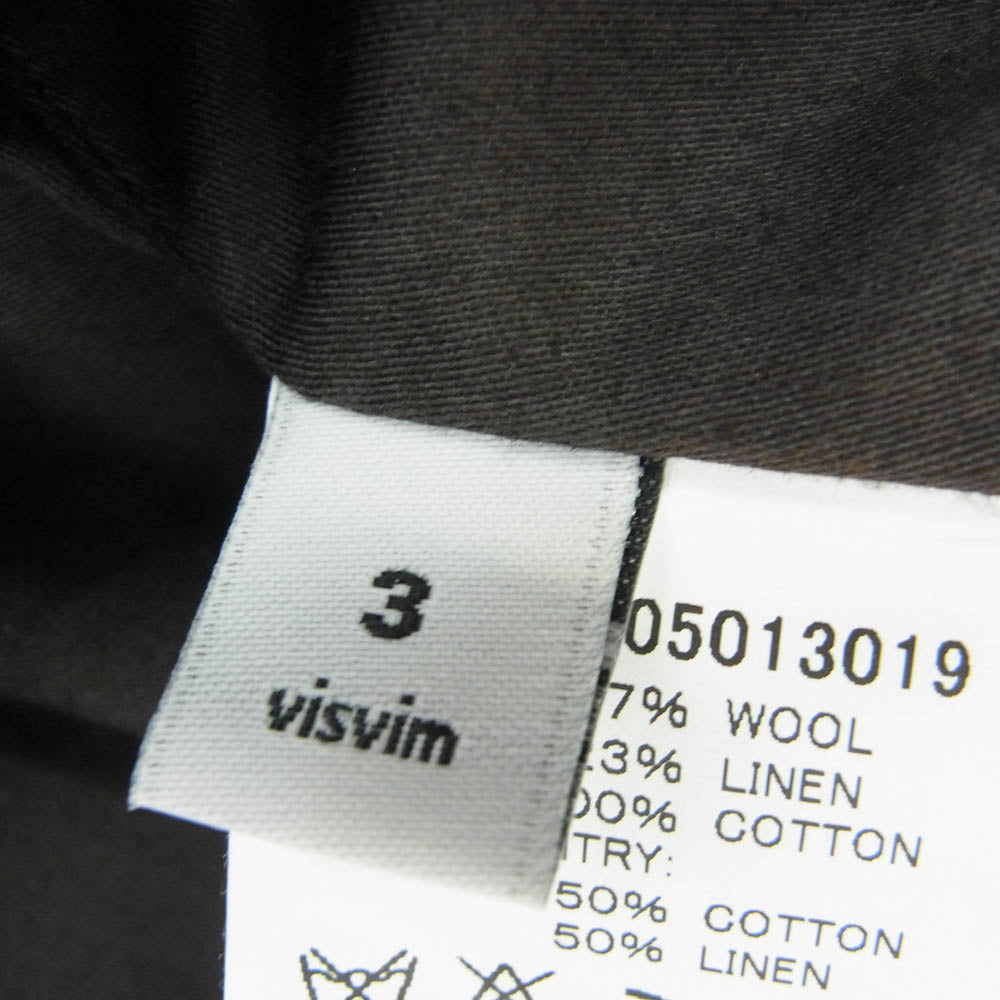 3
visvim
05013019
7% WOOL
3% LINEN
00% COTTON
TRY:
50% COTTON
50% LINEN